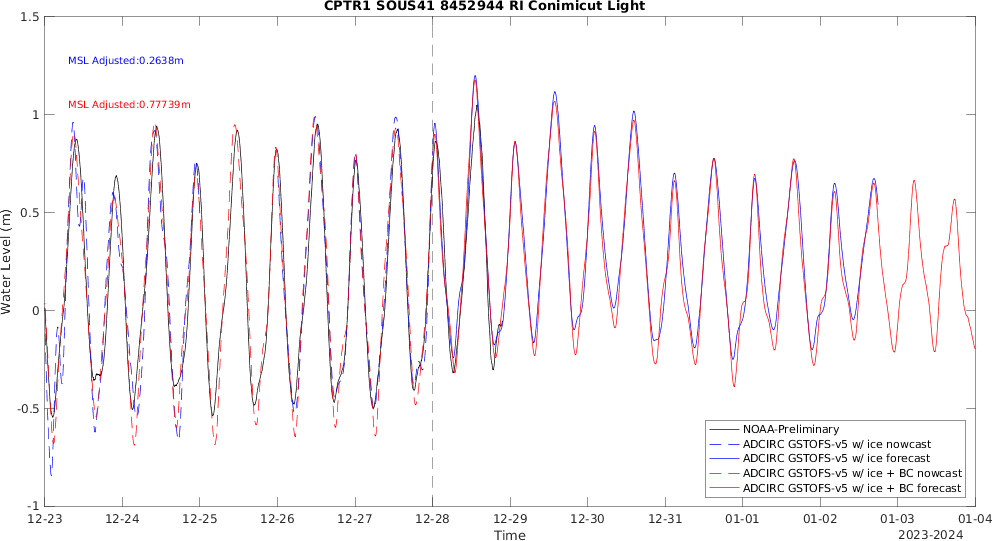 CPTR1 SOUS41 8452944 RI Conimicut Light
1.5
1
0.5
0
-0.5
-1
Water Level (m)
MSL Adjusted:0.2638m
MSL Adjusted:0.77739m
NOAA-Preliminary
ADCIRC GSTOFS-v5 w/ ice nowcast
ADCIRC GSTOFS-v5 w/ ice forecast
ADCIRC GSTOFS-v5 w/ ice + BC nowcast
ADCIRC GSTOFS-v5 w/ ice + BC forecast
12-23 12-24 12-25 12-26 12-27 12-28 12-29 12-30 12-31 01-01 01-02 01-03 01-04
Time
2023-2024